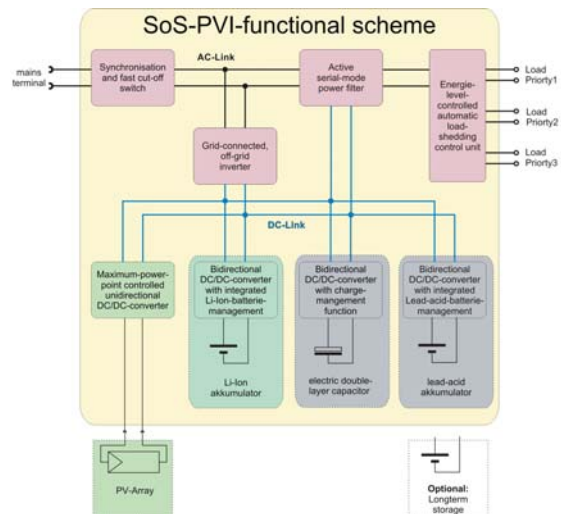 SoS-PVI-functional scheme
mains
terminal
Synchronisation
and fast cut-off
switch
AC-Link
Active
serial-mode
power filter
Energie-
level-
controlled
automatic
load-
shedding
control unit
Load
Priorty1
Load
Priorty2
Load
Priorty3
Grid-connected,
off-grid
inverter
DC-Link
Maximum-power-
point controlled
unidirectional
DC/DC-converter
Bidirectional
DC/DC-converter
with integrated
Li-Ion-batterie-
management
Li-Ion
akkumulator
Bidirectional
DC/DC-converter
with charge-
mangement
function
electric double-
layer capacitor
Bidirectional
DC/DC-converter
with integrated
Lead-acid-batterie-
management
lead-acid
akkumulator
PV-Array
Optional:
Longterm
storage